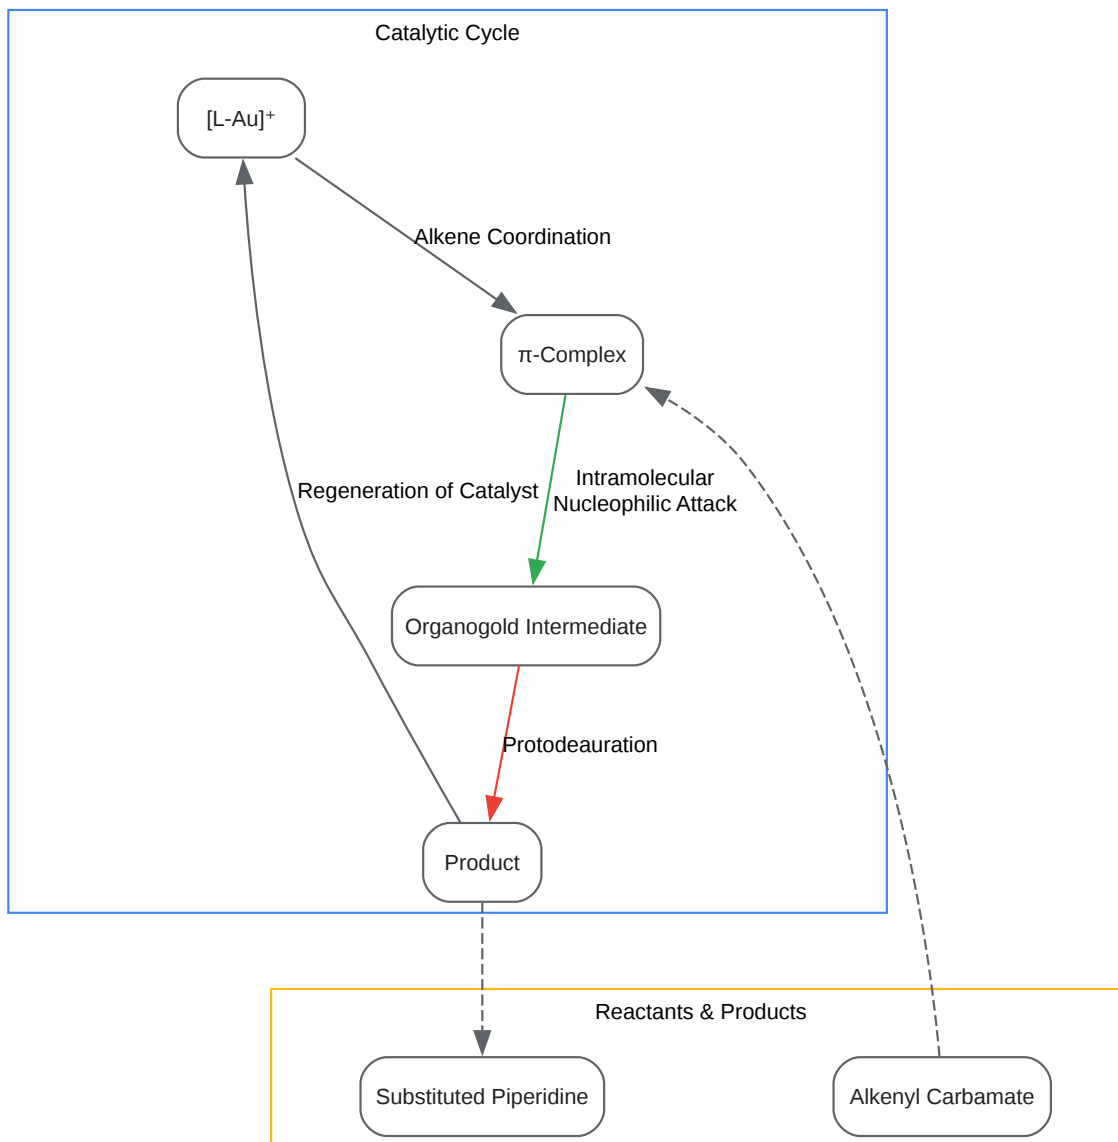 Catalytic Cycle
[L-Au]⁺
Alkene Coordination
π-Complex
Regeneration of Catalyst
Intramolecular
Nucleophilic Attack
Organogold Intermediate
Protodeauration
Product
Reactants & Products
Substituted Piperidine
Alkenyl Carbamate